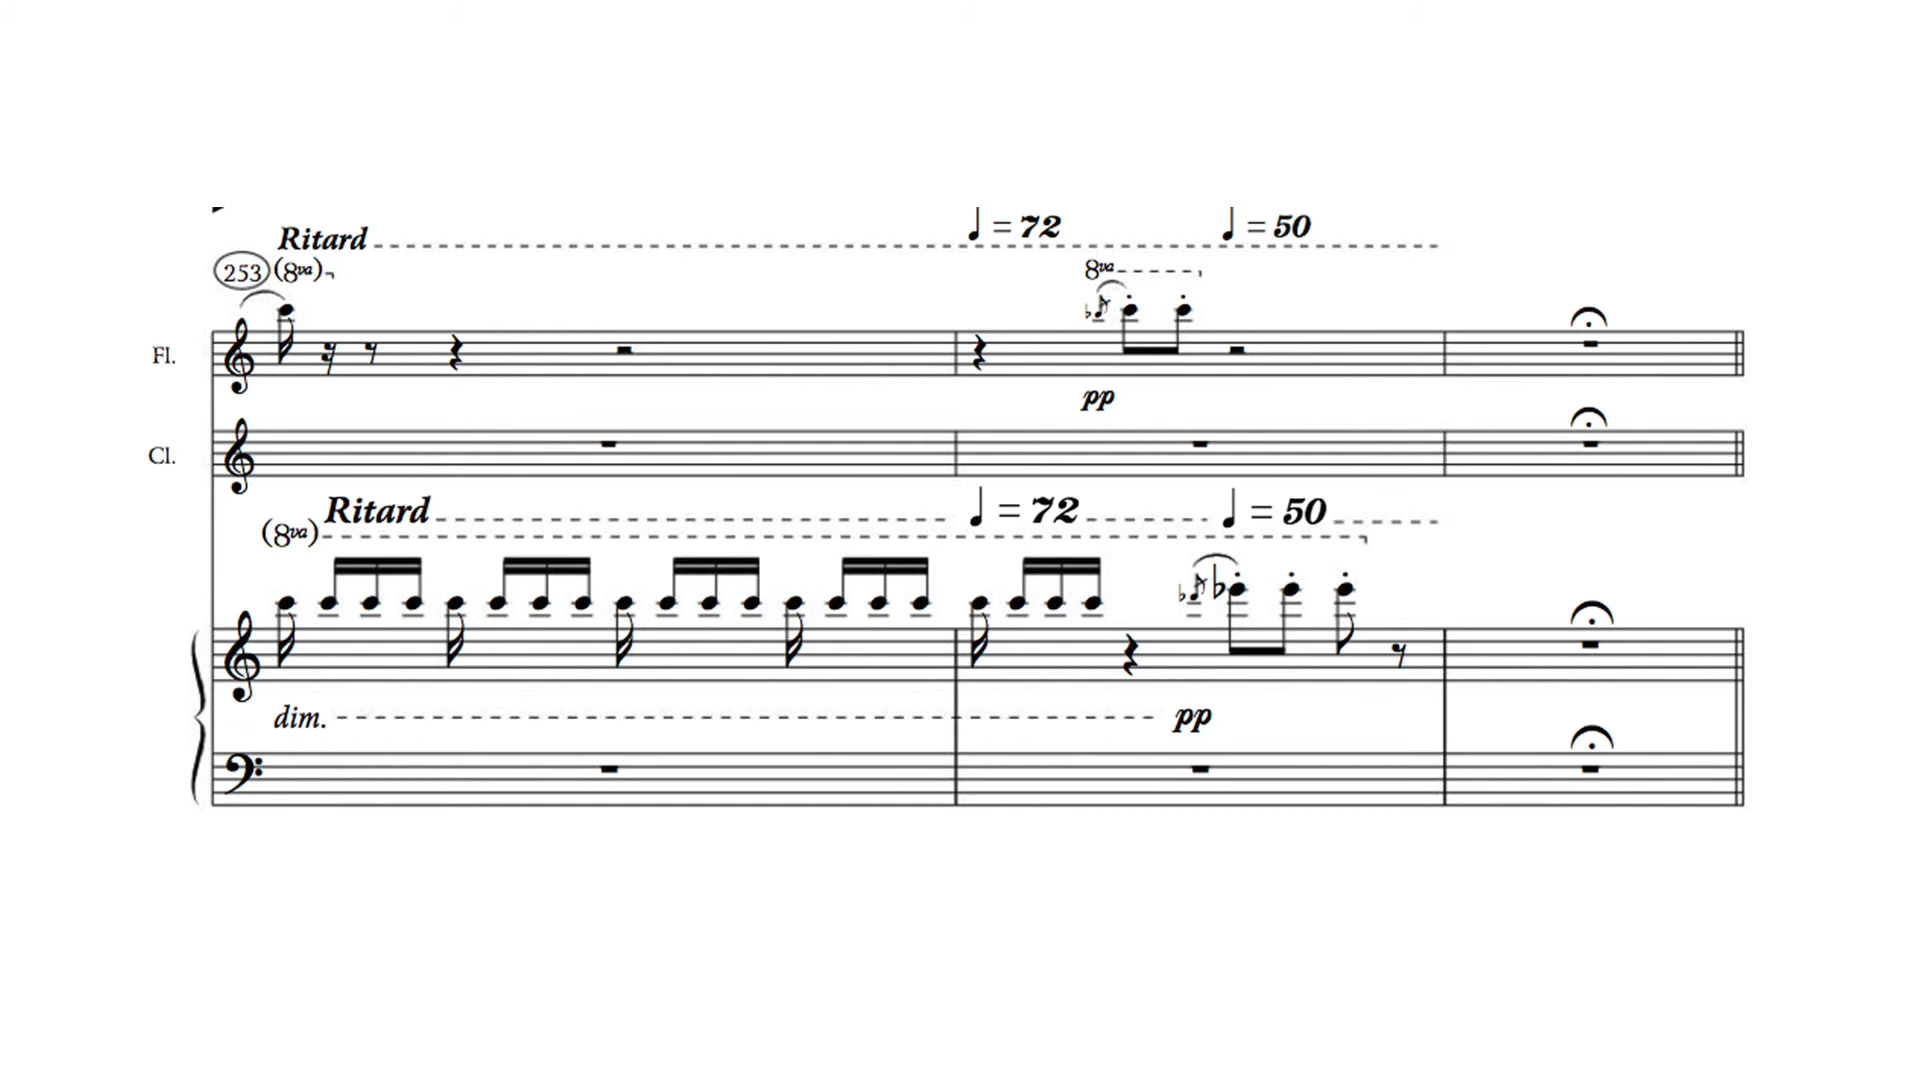 ♩ = 72 ♩ = 50
Ritard
253 (8va) 8va
Fl.
pp
Cl.
Ritard ♩ = 72 ♩ = 50
(8va)
dim. pp